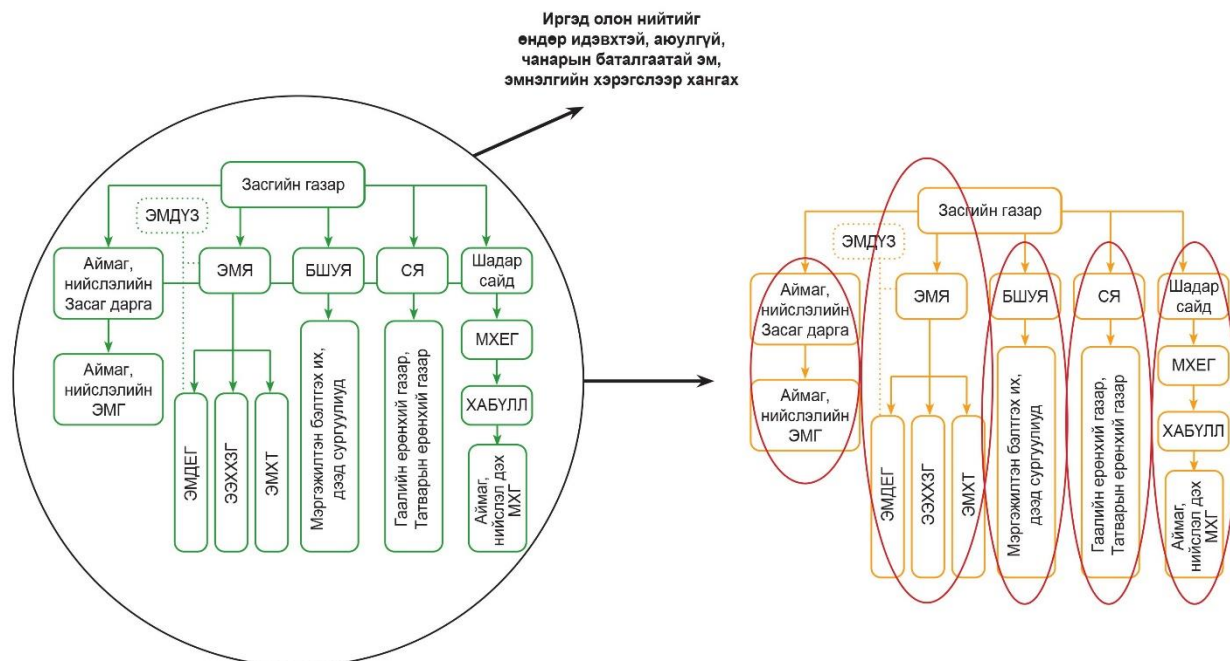 Иргэд олон нийтийг
өндөр идэвхтэй, аюулгүй,
чанарын баталгаатай эм,
эмнэлгийн хэрэгслээр хангах
Засгийн газар
ЭМДҮЗ
Аймаг,
нийслэлийн
Засаг дарга
ЭМЯ
БШУЯ
СЯ
Шадар
сайд
Аймаг,
нийслэлийн
ЭМГ
МХЕГ
ХАБҮЛЛ
ЭМДЕГ
ЭЭХХЗГ
ЭМХТ
Мэргэжилтэн бэлтгэх их,
дээд сургуулиуд
Гаалийн ерөнхий газар,
Татварын ерөнхий газар
Аймаг,
нийслэл дэх
МХГ
Засгийн газар
ЭМДҮЗ
Аймаг,
нийслэлийн
Засаг дарга
ЭМЯ
БШУЯ
СЯ
Шадар
сайд
Аймаг,
нийслэлийн
ЭМГ
МХЕГ
ХАБҮЛЛ
ЭМДЕГ
ЭЭХХЗГ
ЭМХТ
Мэргэжилтэн бэлтгэх их,
дээд сургуулиуд
Гаалийн ерөнхий газар,
Татварын ерөнхий газар
Аймаг,
нийслэл дэх
МХГ